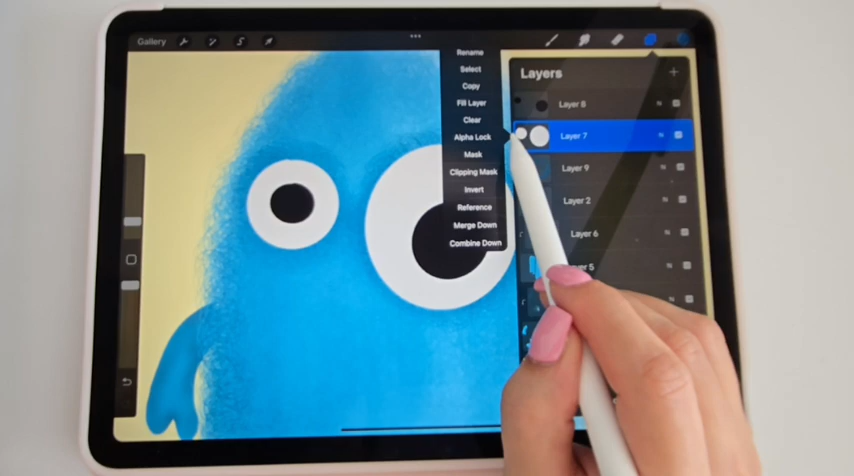 Gallery
Rename
Select
Copy
Fill Layer
Clear
Alpha Lock
Mask
Clipping Mask
Invert
Reference
Merge Down
Combine Down
Layers
Layer 8 N
Layer 7 N
Layer 9 N
Layer 2 N
Layer 6 N
5 N